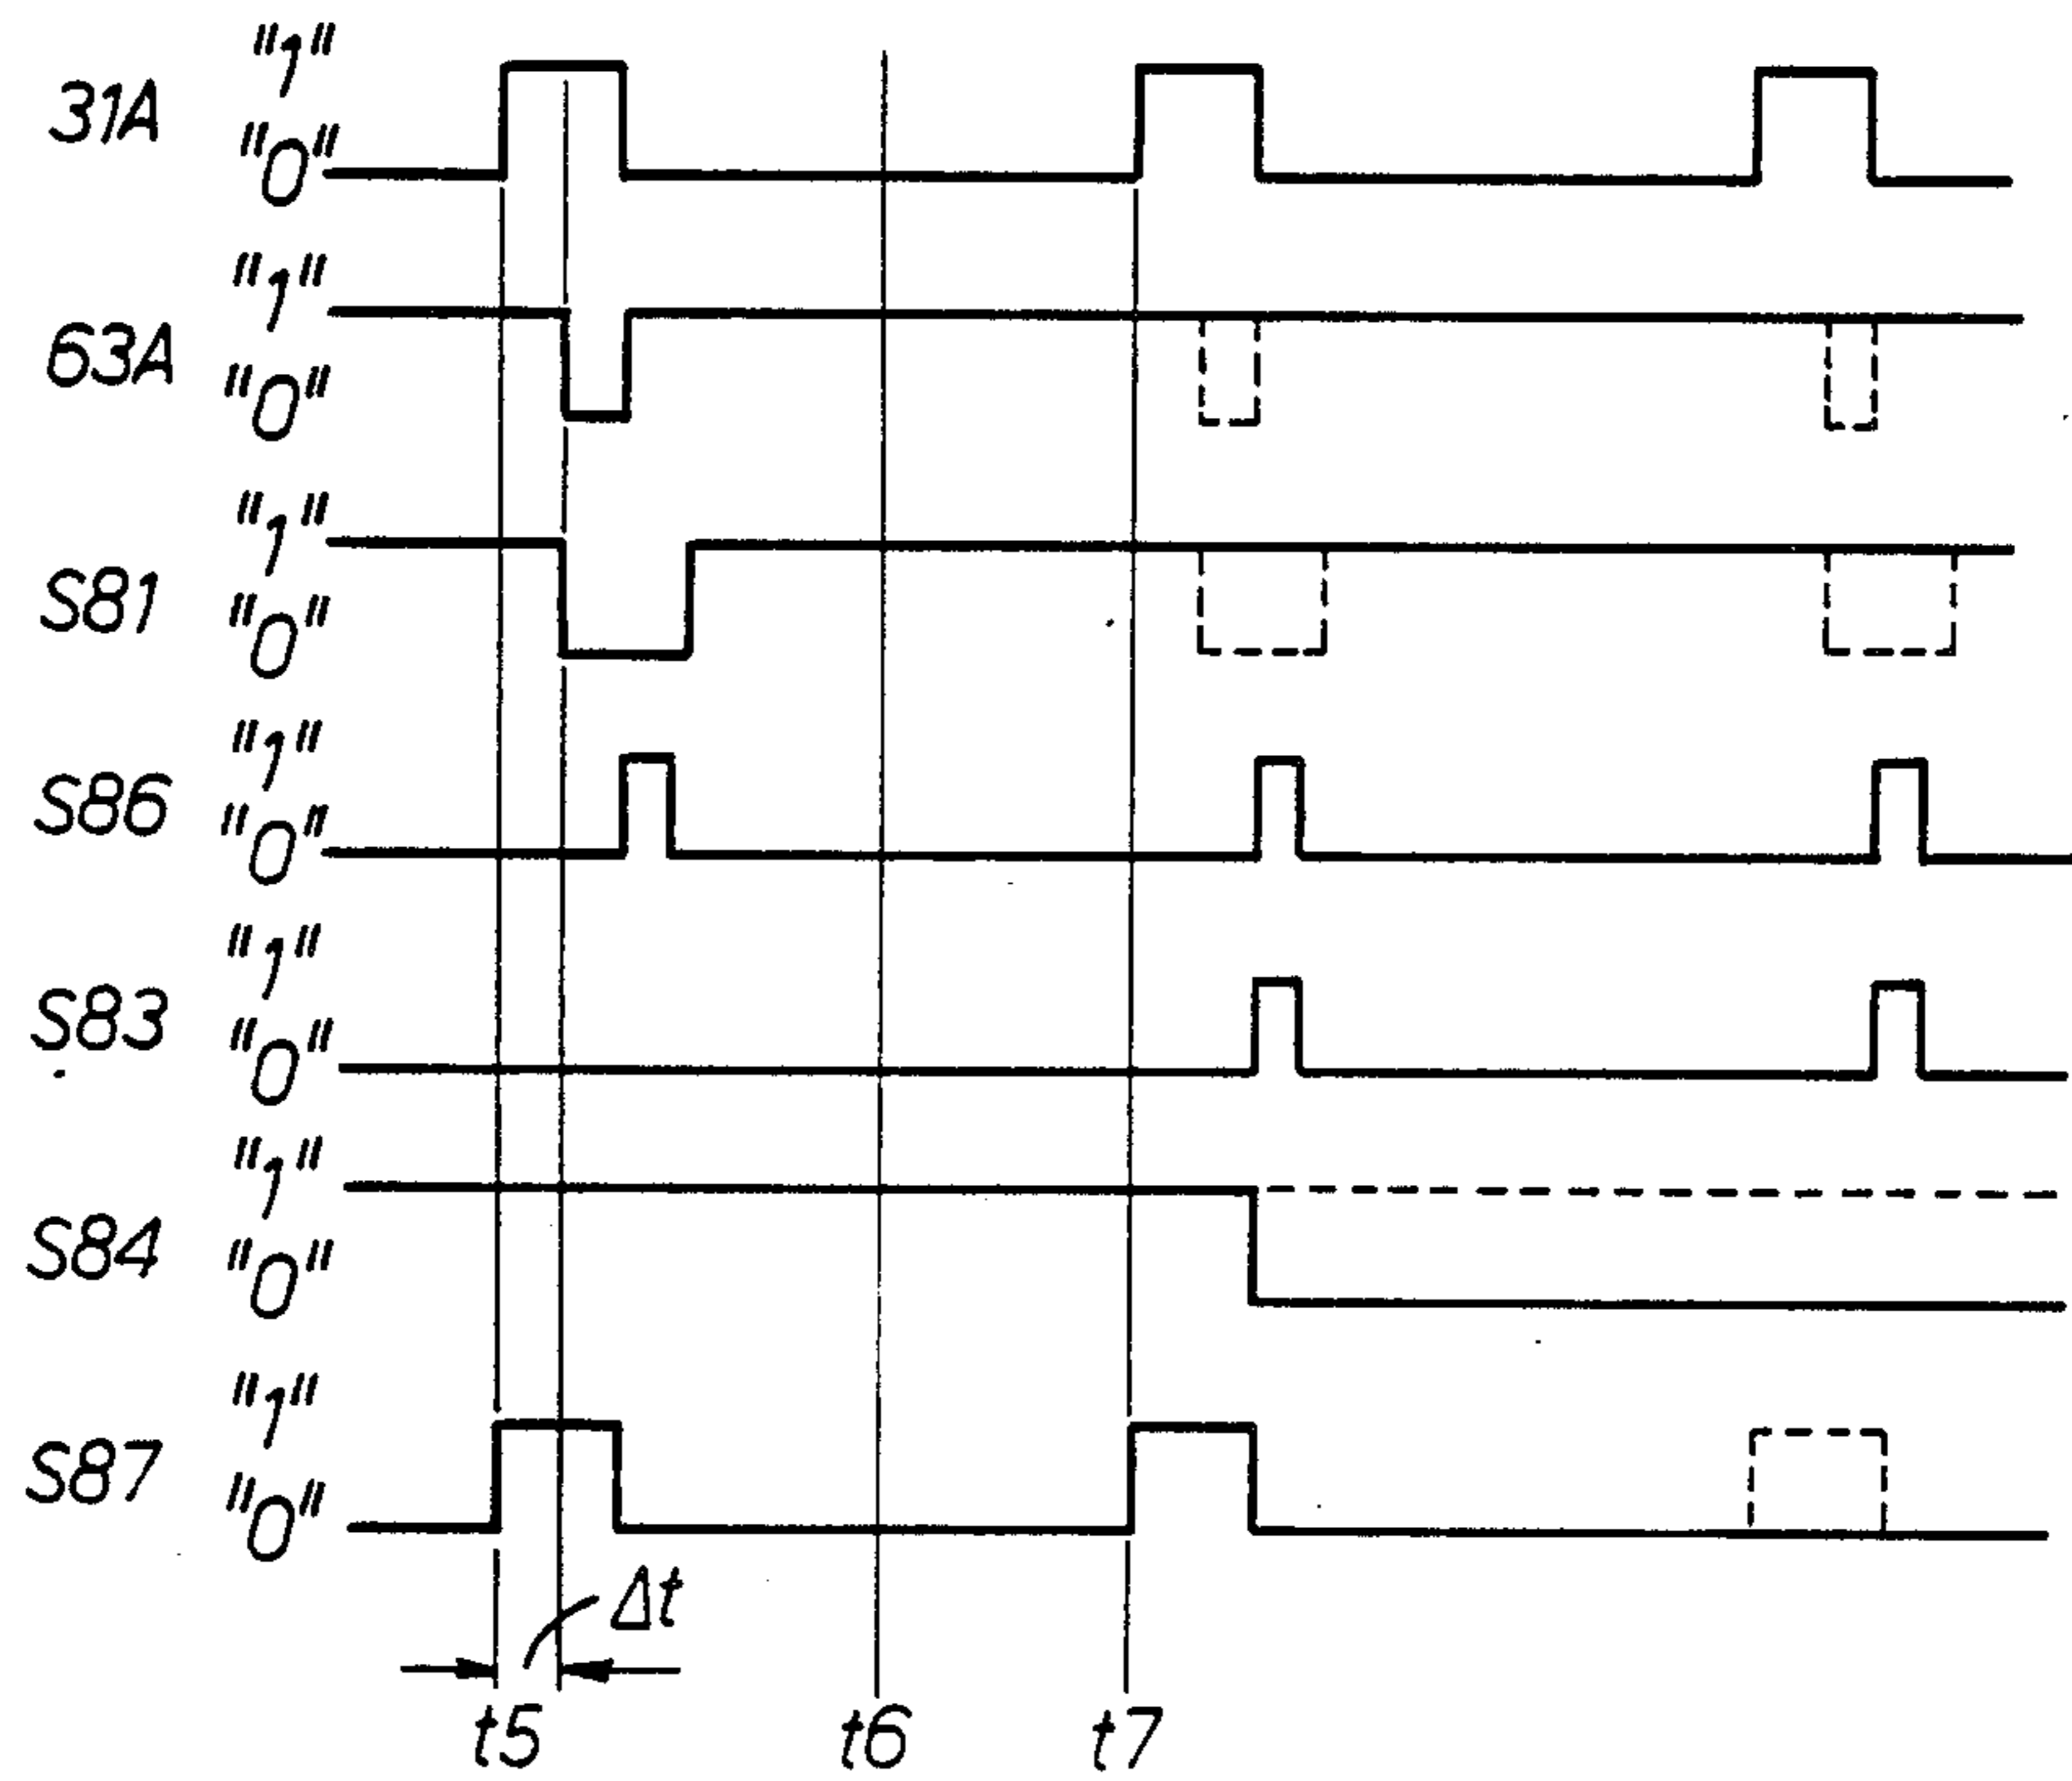 31A "1"
"0"
63A "1"
"0"
S81 "1"
"0"
S86 "1"
"0"
S83 "1"
"0"
S84 "1"
"0"
S87 "1"
"0"
Δt
t5 t6 t7